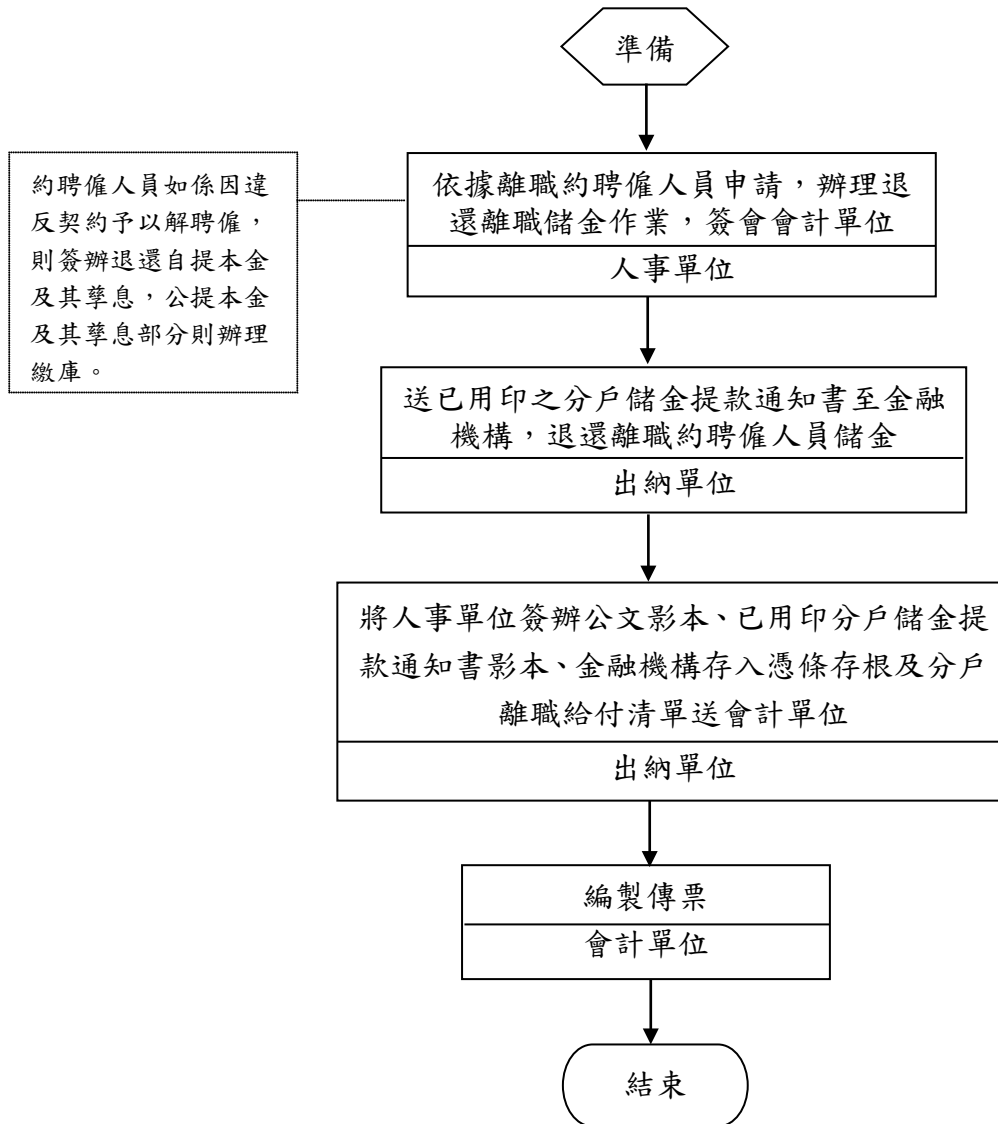 準備
約聘僱人員如係因違
反契約予以解聘僱,
則簽辦退還自提本金
及其孳息,公提本金
及其孳息部分則辦理
繳庫。
依據離職約聘僱人員申請,辦理退
還離職儲金作業,簽會會計單位
人事單位
送已用印之分戶儲金提款通知書至金融
機構,退還離職約聘僱人員儲金
出納單位
將人事單位簽辦公文影本、已用印分戶儲金提
款通知書影本、金融機構存入憑條存根及分戶
離職給付清單送會計單位
出納單位
編製傳票
會計單位
結束